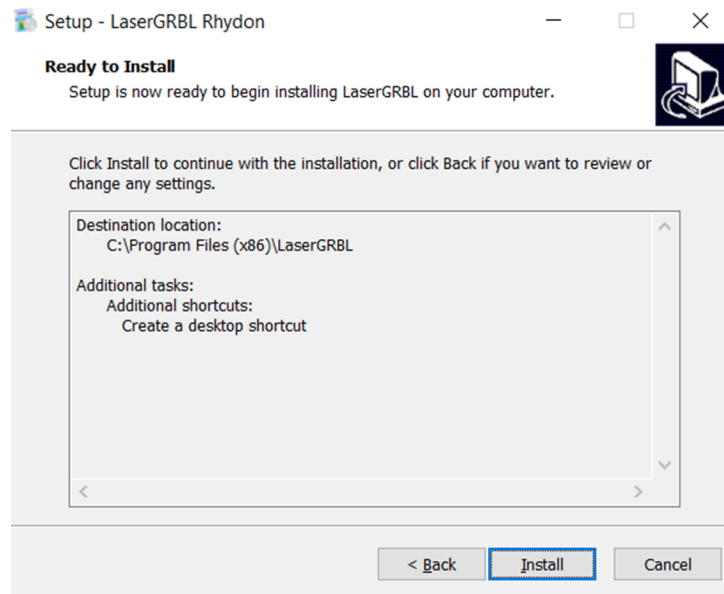 Setup - LaserGRBL Rhydon
Ready to Install
Setup is now ready to begin installing LaserGRBL on your computer.
Click Install to continue with the installation, or click Back if you want to review or
change any settings.
Destination location:
C:\Program Files (x86)\LaserGRBL
Additional tasks:
Additional shortcuts:
Create a desktop shortcut
< Back
Install
Cancel